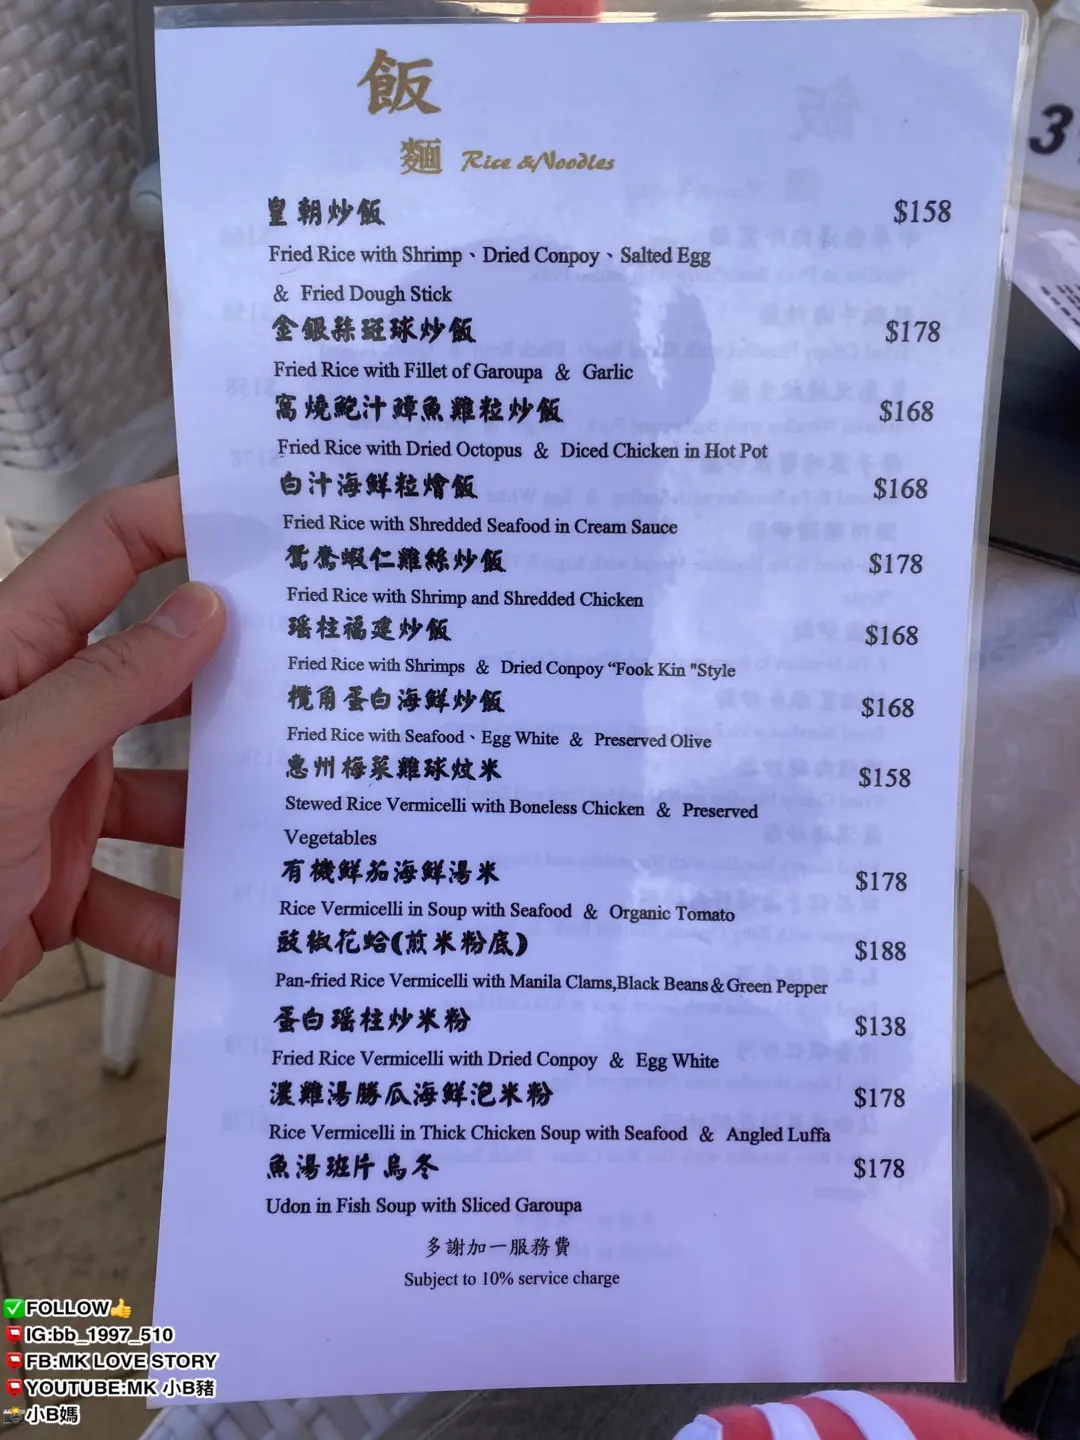 飯
麵 Rice &Noodles
皇朝炒飯 $158
Fried Rice with Shrimp、Dried Conpoy、Salted Egg
& Fried Dough Stick
金銀絲斑球炒飯 $178
Fried Rice with Fillet of Garoupa & Garlic
窩燒鮑汁鱆魚雞粒炒飯 $168
Fried Rice with Dried Octopus & Diced Chicken in Hot Pot
白汁海鮮粒燴飯 $168
Fried Rice with Shredded Seafood in Cream Sauce
鴛鴦蝦仁雞絲炒飯 $178
Fried Rice with Shrimp and Shredded Chicken
瑤柱福建炒飯 $168
Fried Rice with Shrimps & Dried Conpoy “Fook Kin "Style
欖角蛋白海鮮炒飯 $168
Fried Rice with Seafood、Egg White & Preserved Olive
惠州梅菜雞球炆米 $158
Stewed Rice Vermicelli with Boneless Chicken & Preserved
Vegetables
有機鮮茄海鮮湯米 $178
Rice Vermicelli in Soup with Seafood & Organic Tomato
豉椒花蛤(煎米粉底) $188
Pan-fried Rice Vermicelli with Manila Clams,Black Beans & Green Pepper
蛋白瑤柱炒米粉 $138
Fried Rice Vermicelli with Dried Conpoy & Egg White
濃雞湯勝瓜海鮮泡米粉 $178
Rice Vermicelli in Thick Chicken Soup with Seafood & Angled Luffa
魚湯班片烏冬 $178
Udon in Fish Soup with Sliced Garoupa
多謝加一服務費
Subject to 10% service charge
✅FOLLOW👍
IG:bb_1997_510
FB:MK LOVE STORY
YOUTUBE:MK 小B豬
📸小B媽